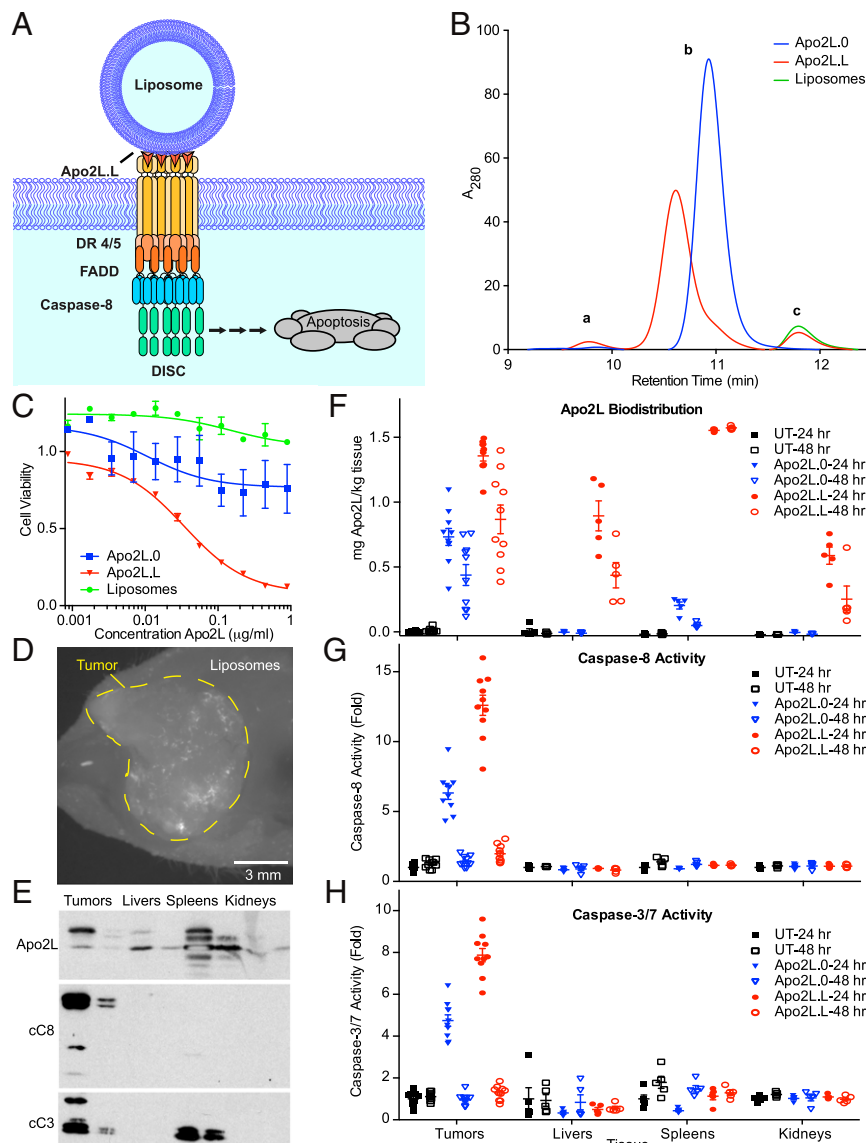 A
Liposome
Apo2L.L
DR 4/5
FADD
Caspase-8
Apoptosis
DISC
B
Apo2L.0
Apo2L.L
Liposomes
100
80
60
40
20
0
A280
a
b
c
9
10
11
12
Retention Time (min)
C
Cell Viability
1.0
0.5
0.0
Apo2L.0
Apo2L.L
Liposomes
0.001
0.01
0.1
1
Concentration Apo2L (μg/ml)
D
Tumor
Liposomes
3 mm
E
Tumors Livers Spleens Kidneys
Apo2L
cC8
cC3
F
Apo2L Biodistribution
mg Apo2L/kg tissue
1.5
1.0
0.5
0.0
UT-24 hr
UT-48 hr
Apo2L.0-24 hr
Apo2L.0-48 hr
Apo2L.L-24 hr
Apo2L.L-48 hr
G
Caspase-8 Activity
Caspase-8 Activity (Fold)
15
10
5
0
UT-24 hr
UT-48 hr
Apo2L.0-24 hr
Apo2L.0-48 hr
Apo2L.L-24 hr
Apo2L.L-48 hr
H
Caspase-3/7 Activity
Caspase-3/7 Activity (Fold)
10
8
6
4
2
0
UT-24 hr
UT-48 hr
Apo2L.0-24 hr
Apo2L.0-48 hr
Apo2L.L-24 hr
Apo2L.L-48 hr
Tumors
Livers
Spleens
Kidneys